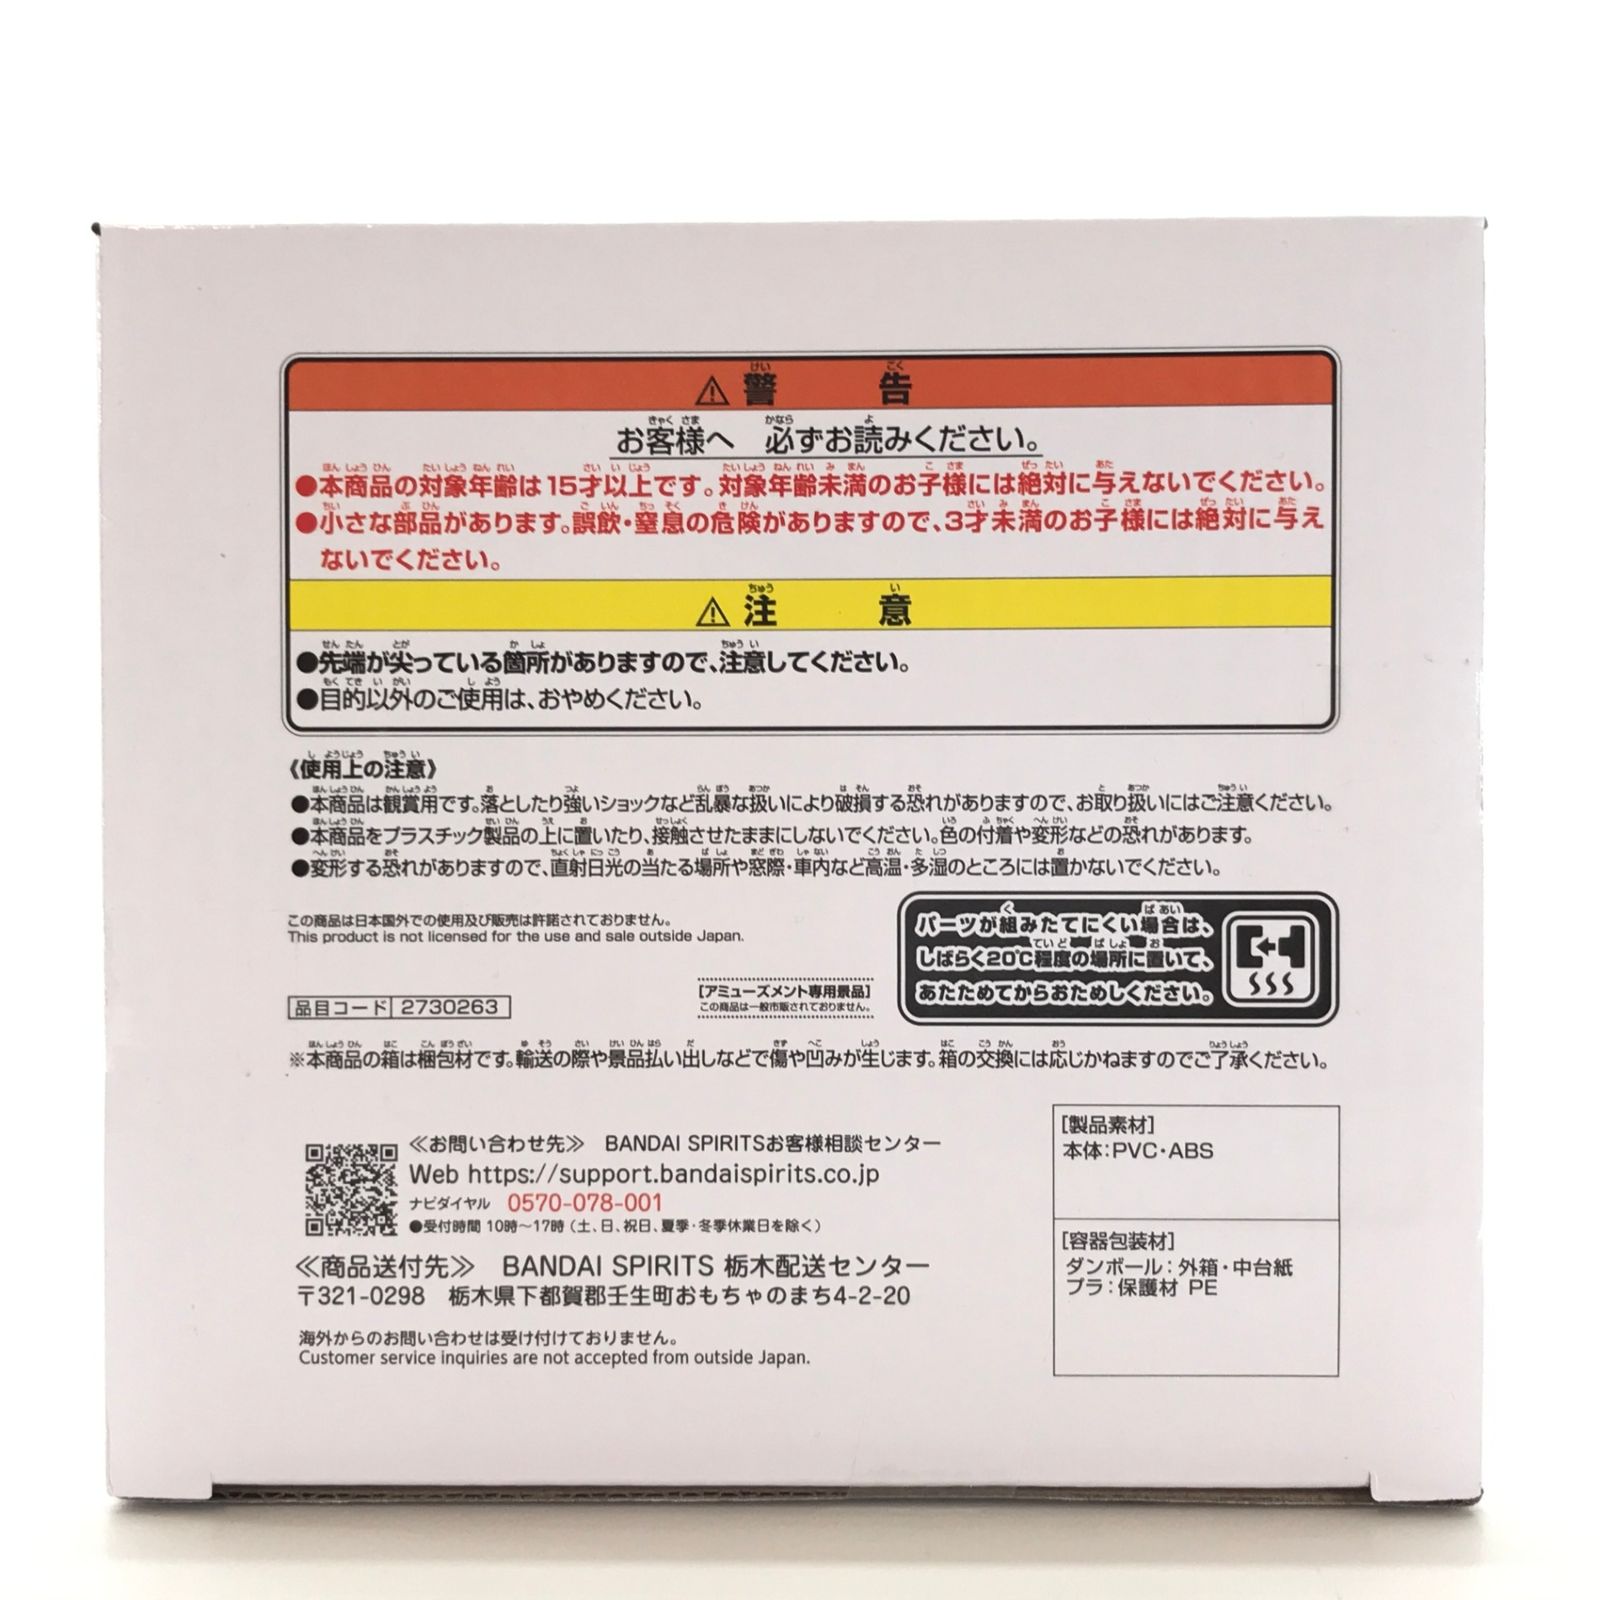 ⚠警告
お客様へ 必ずお読みください。
●本商品の対象年齢は15才以上です。対象年齢未満のお子様には絶対に与えないでください。
●小さな部品があります。誤飲・窒息の危険がありますので、3才未満のお子様には絶対に与え
ないでください。
⚠注意
●先端が尖っている箇所がありますので、注意してください。
●目的以外のご使用は、おやめください。
《使用上の注意》
●本商品は観賞用です。落としたり強いショックなど乱暴な扱いにより破損する恐れがありますので、お取り扱いにはご注意ください。
●本商品をプラスチック製品の上に置いたり、接触させたままにしないでください。色の付着や変形などの恐れがあります。
●変形する恐れがありますので、直射日光の当たる場所や窓際・車内など高温・多湿のところには置かないでください。
この商品は日本国外での使用及び販売は許諾されておりません。
This product is not licensed for the use and sale outside Japan.
パーツが組みたてにくい場合は、
しばらく20℃程度の場所に置いて、
あたためてからおためしください。
品目コード 2730263
[アミューズメント専用景品]
この商品は一般市販されておりません。
※本商品の箱は梱包材です。輸送の際や景品払い出しなどで傷や凹みが生じます。箱の交換には応じかねますのでご了承ください。
≪お問い合わせ先≫ BANDAI SPIRITSお客様相談センター
Web https://support.bandaispirits.co.jp
ナビダイヤル 0570-078-001
●受付時間 10時〜17時（土、日、祝日、夏季・冬季休業日を除く）
≪商品送付先≫ BANDAI SPIRITS 栃木配送センター
〒321-0298 栃木県下都賀郡壬生町おもちゃのまち4-2-20
海外からのお問い合わせは受け付けておりません。
Customer service inquiries are not accepted from outside Japan.
[製品素材]
本体：PVC・ABS
[容器包装材]
ダンボール：外箱・中台紙
プラ：保護材 PE